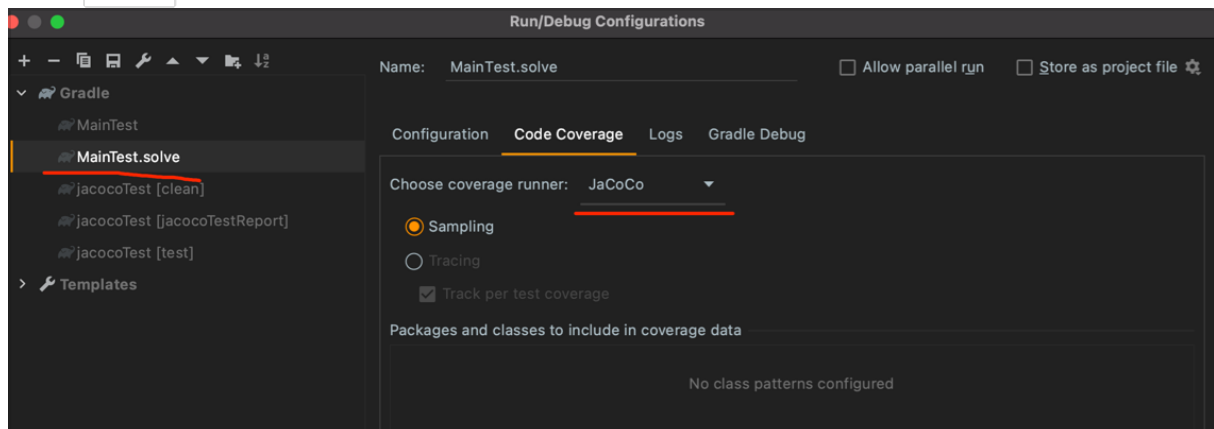 Run/Debug Configurations
Name: MainTest.solve
Allow parallel run
Store as project file
Gradle
MainTest
MainTest.solve
jacocoTest [clean]
jacocoTest [jacocoTestReport]
jacocoTest [test]
Templates
Configuration Code Coverage Logs Gradle Debug
Choose coverage runner: JaCoCo
Sampling
Tracing
Track per test coverage
Packages and classes to include in coverage data
No class patterns configured